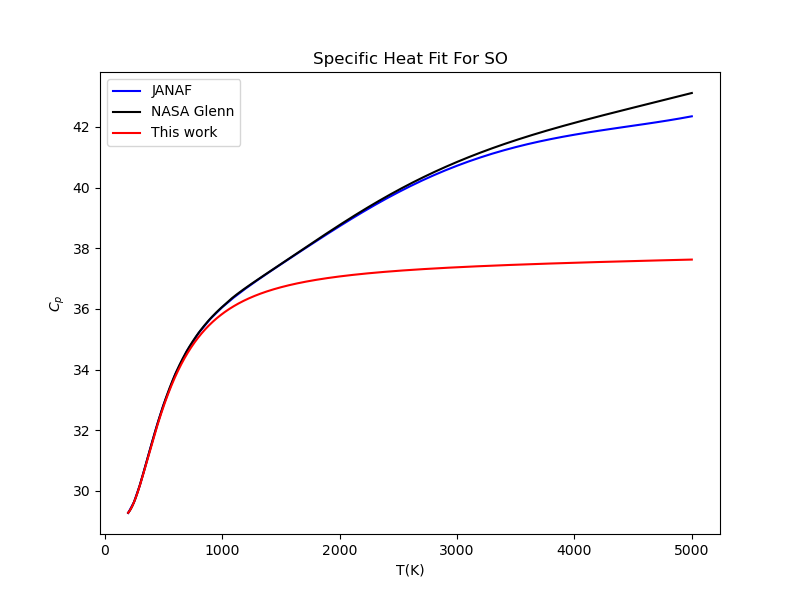 Specific Heat Fit For SO
JANAF
NASA Glenn
This work
42
40
38
36
34
32
30
C_p
0 1000 2000 3000 4000 5000
T(K)